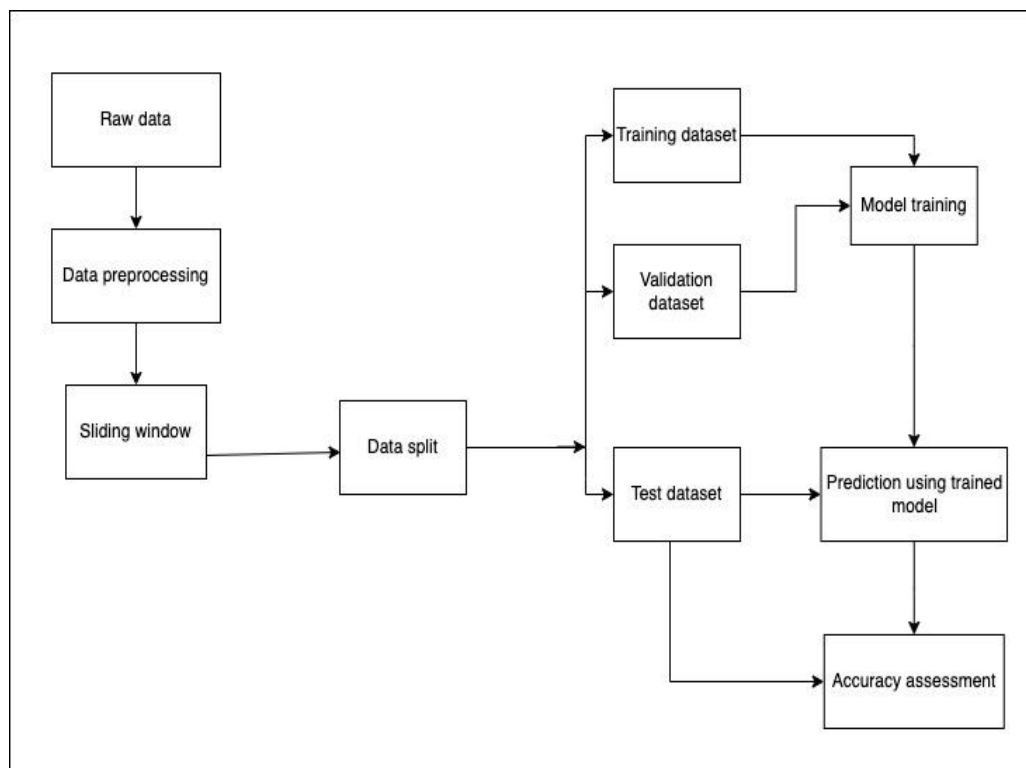 Raw data
Data preprocessing
Sliding window
Data split
Training dataset
Validation
dataset
Test dataset
Model training
Prediction using trained
model
Accuracy assessment